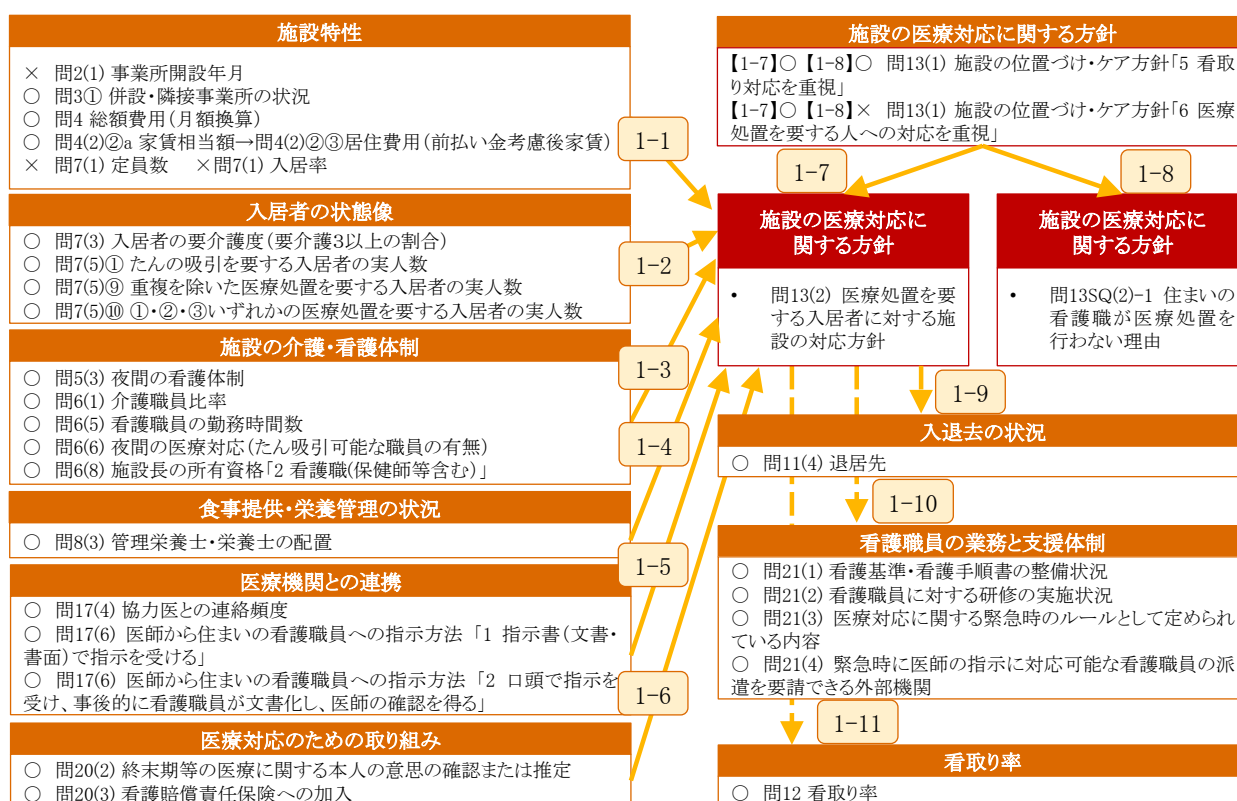 施設特性
× 問2(1) 事業所開設年月
○ 問3① 併設・隣接事業所の状況
○ 問4 総額費用(月額換算)
○ 問4(2)②a 家賃相当額→問4(2)②③居住費用(前払い金考慮後家賃)
× 問7(1) 定員数 ×問7(1) 入居率
1-1
入居者の状態像
○ 問7(3) 入居者の要介護度(要介護3以上の割合)
○ 問7(5)① たんの吸引を要する入居者の実人数
○ 問7(5)⑨ 重複を除いた医療処置を要する入居者の実人数
○ 問7(5)⑩ ①・②・③いずれかの医療処置を要する入居者の実人数
1-2
施設の介護・看護体制
○ 問5(3) 夜間の看護体制
○ 問6(1) 介護職員比率
○ 問6(5) 看護職員の勤務時間数
○ 問6(6) 夜間の医療対応(たん吸引可能な職員の有無)
○ 問6(8) 施設長の所有資格「2 看護職(保健師等含む)」
1-3
1-4
食事提供・栄養管理の状況
○ 問8(3) 管理栄養士・栄養士の配置
1-5
医療機関との連携
○ 問17(4) 協力医との連絡頻度
○ 問17(6) 医師から住まいの看護職員への指示方法 「1 指示書(文書・
書面)で指示を受ける」
○ 問17(6) 医師から住まいの看護職員への指示方法 「2 口頭で指示を
受け、事後的に看護職員が文書化し、医師の確認を得る」
1-6
医療対応のための取り組み
○ 問20(2) 終末期等の医療に関する本人の意思の確認または推定
○ 問20(3) 看護賠償責任保険への加入
施設の医療対応に関する方針
【1-7】○ 【1-8】○ 問13(1) 施設の位置づけ・ケア方針「5 看取
り対応を重視」
【1-7】○ 【1-8】× 問13(1) 施設の位置づけ・ケア方針「6 医療
処置を要する人への対応を重視」
1-7
1-8
施設の医療対応に
関する方針
• 問13(2) 医療処置を要
する入居者に対する施
設の対応方針
施設の医療対応に
関する方針
• 問13SQ(2)-1 住まいの
看護職が医療処置を
行わない理由
1-9
入退去の状況
○ 問11(4) 退居先
1-10
看護職員の業務と支援体制
○ 問21(1) 看護基準・看護手順書の整備状況
○ 問21(2) 看護職員に対する研修の実施状況
○ 問21(3) 医療対応に関する緊急時のルールとして定められ
ている内容
○ 問21(4) 緊急時に医師の指示に対応可能な看護職員の派
遣を要請できる外部機関
1-11
看取り率
○ 問12 看取り率